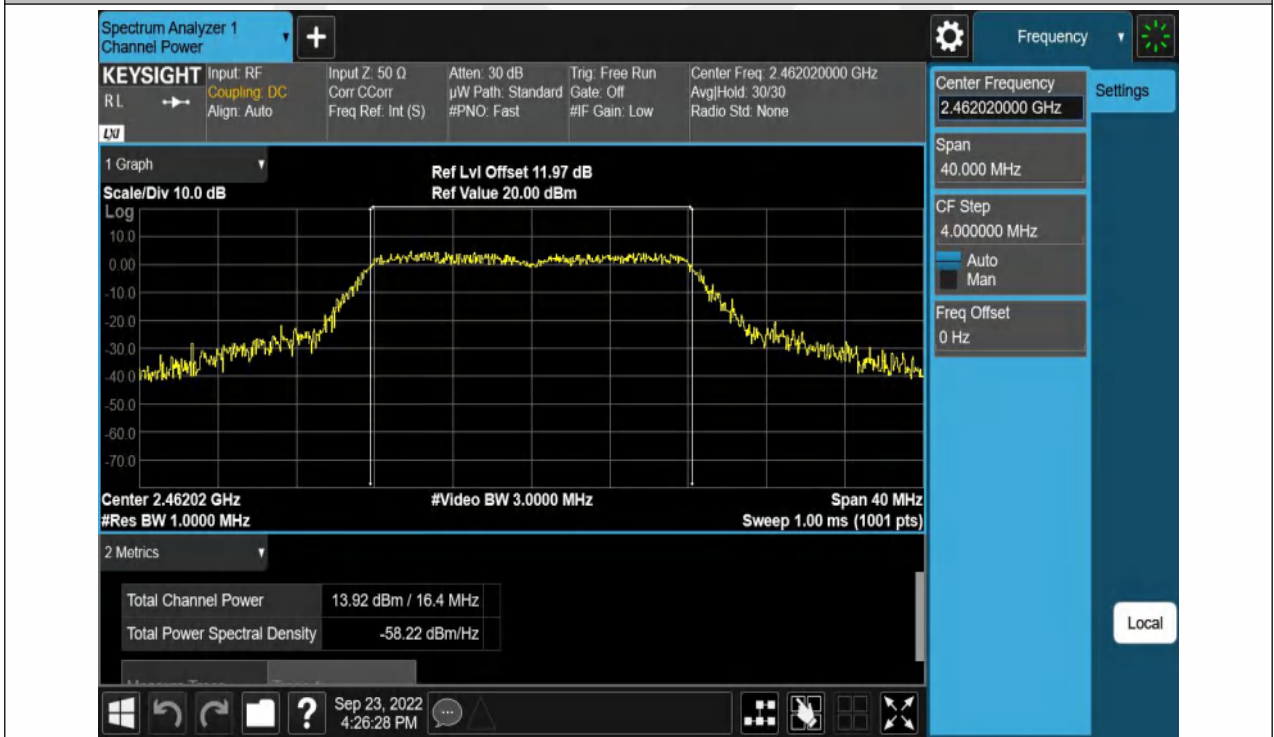 Spectrum Analyzer 1
Channel Power
+
Frequency
KEYSIGHT
RL
LXI
Input: RF
Coupling: DC
Align: Auto
Input Z: 50 Ω
Corr CCorr
Freq Ref: Int (S)
Atten: 30 dB
µW Path: Standard
#PNO: Fast
Trig: Free Run
Gate: Off
#IF Gain: Low
Center Freq: 2.462020000 GHz
Avg|Hold: 30/30
Radio Std: None
Center Frequency
2.462020000 GHz
Settings
Span
40.000 MHz
CF Step
4.000000 MHz
Auto
Man
Freq Offset
0 Hz
Local
1 Graph
Scale/Div 10.0 dB
Ref Lvl Offset 11.97 dB
Ref Value 20.00 dBm
Log
10.0
0.00
-10.0
-20.0
-30.0
-40.0
-50.0
-60.0
-70.0
Center 2.46202 GHz
#Video BW 3.0000 MHz
Span 40 MHz
#Res BW 1.0000 MHz
Sweep 1.00 ms (1001 pts)
2 Metrics
Total Channel Power 13.92 dBm / 16.4 MHz
Total Power Spectral Density -58.22 dBm/Hz
?
Sep 23, 2022
4:26:28 PM